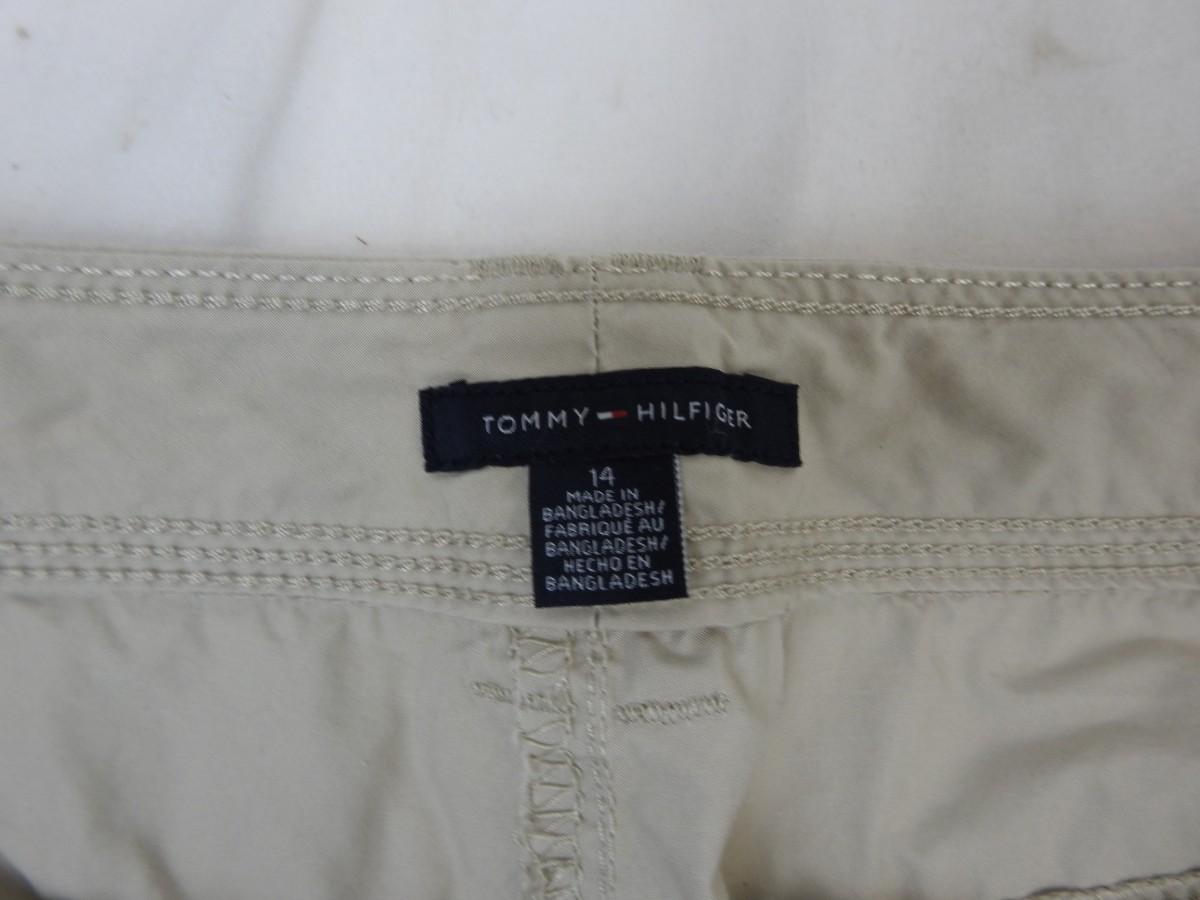 TOMMY HILFIGER
14
MADE IN
BANGLADESH/
FABRIQUÉ AU
BANGLADESH/
HECHO EN
BANGLADESH